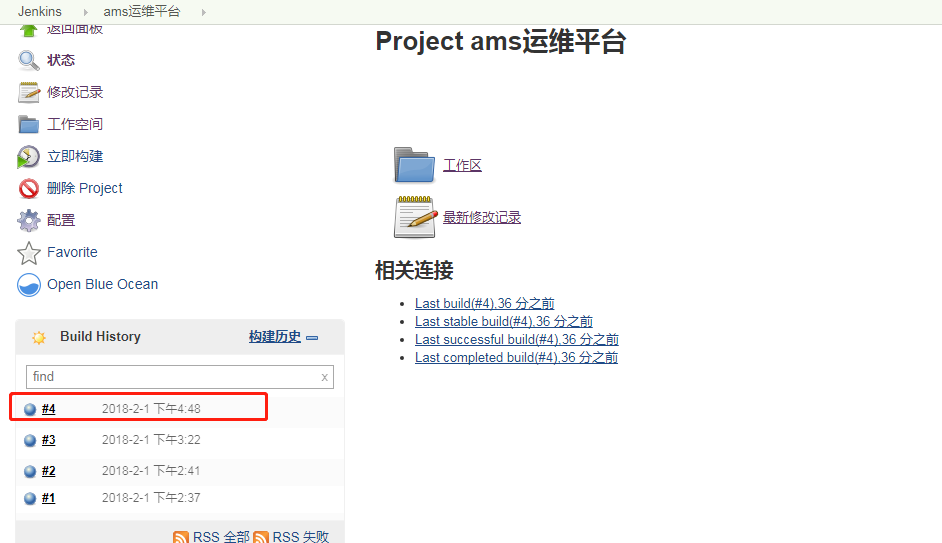 Jenkins ams运维平台
返回面板
状态
修改记录
工作空间
立即构建
删除 Project
配置
Favorite
Open Blue Ocean
Build History 构建历史
find x
#4 2018-2-1 下午4:48
#3 2018-2-1 下午3:22
#2 2018-2-1 下午2:41
#1 2018-2-1 下午2:37
RSS 全部 RSS 失败
Project ams运维平台
工作区
最新修改记录
相关连接
Last build(#4),36 分之前
Last stable build(#4),36 分之前
Last successful build(#4),36 分之前
Last completed build(#4),36 分之前